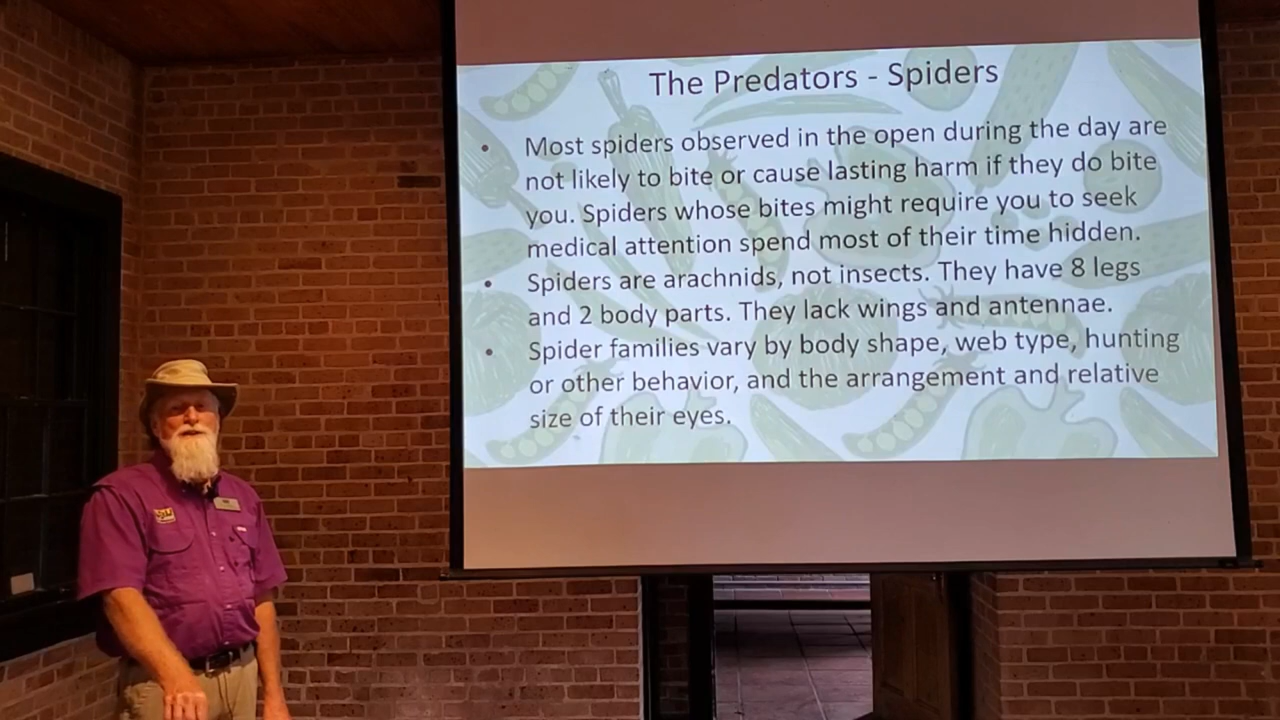 The Predators - Spiders
• Most spiders observed in the open during the day are
not likely to bite or cause lasting harm if they do bite
you. Spiders whose bites might require you to seek
medical attention spend most of their time hidden.
• Spiders are arachnids, not insects. They have 8 legs
and 2 body parts. They lack wings and antennae.
• Spider families vary by body shape, web type, hunting
or other behavior, and the arrangement and relative
size of their eyes.